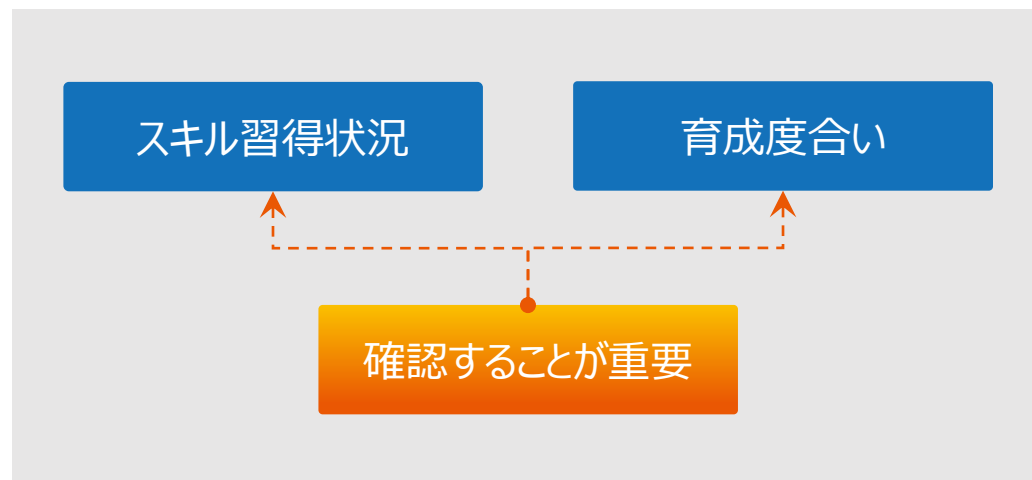 スキル習得状況
育成度合い
確認することが重要